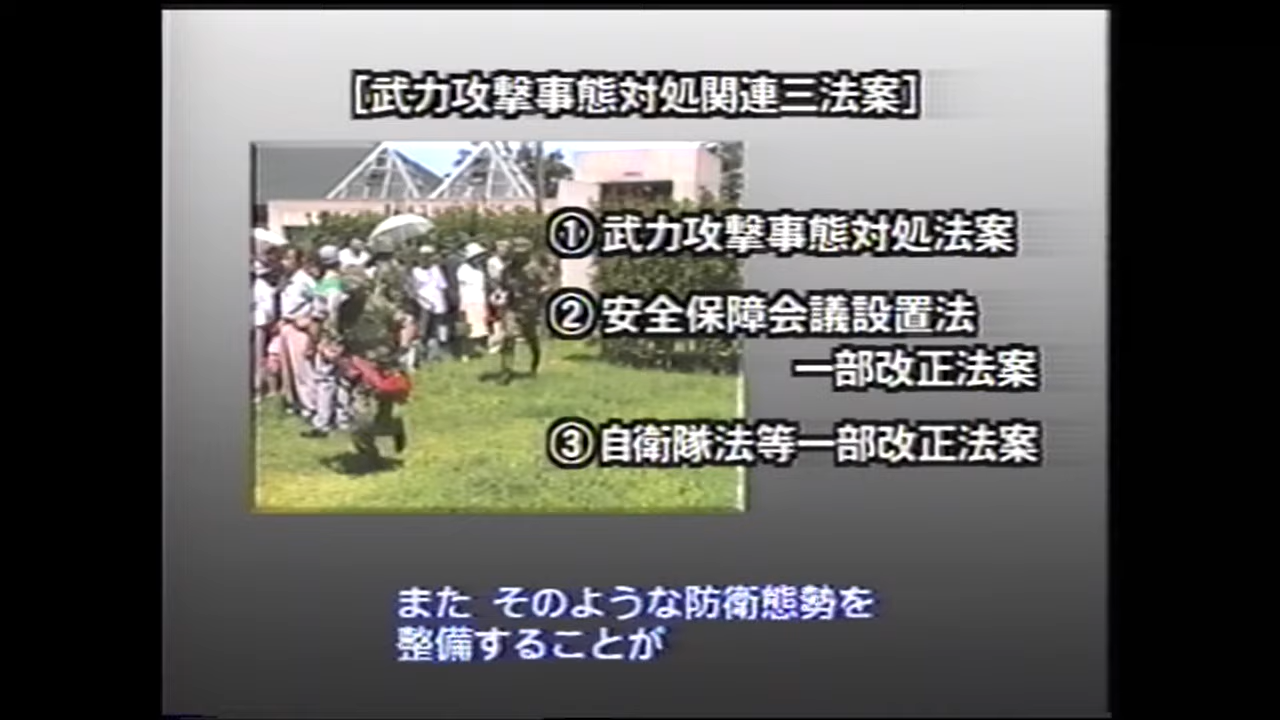 [武力攻撃事態対処関連三法案]
①武力攻撃事態対処法案
②安全保障会議設置法
一部改正法案
③自衛隊法等一部改正法案
また そのような防衛態勢を
整備することが